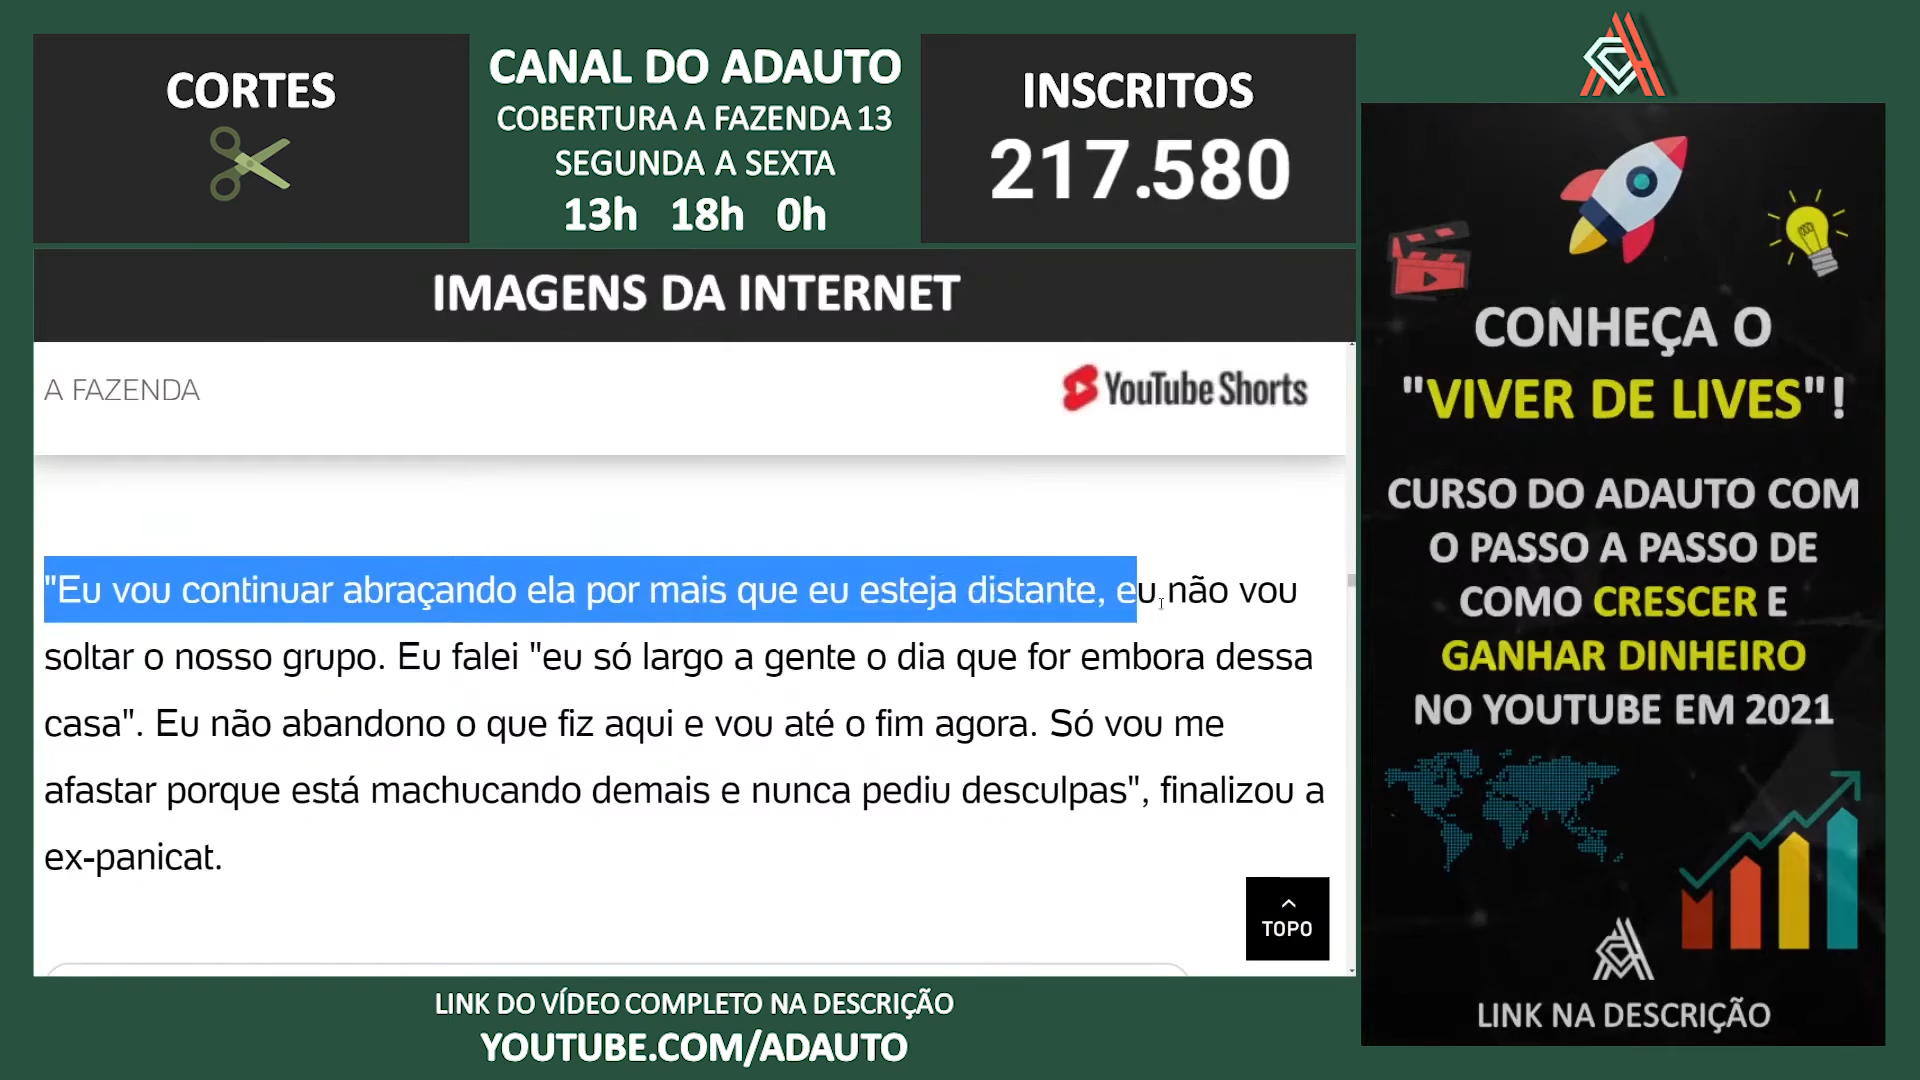 CORTES
CANAL DO ADAUTO
COBERTURA A FAZENDA 13
SEGUNDA A SEXTA
13h 18h 0h
INSCRITOS
217.580
IMAGENS DA INTERNET
A FAZENDA
YouTube Shorts
"Eu vou continuar abraçando ela por mais que eu esteja distante, eu não vou
soltar o nosso grupo. Eu falei "eu só largo a gente o dia que for embora dessa
casa". Eu não abandono o que fiz aqui e vou até o fim agora. Só vou me
afastar porque está machucando demais e nunca pediu desculpas", finalizou a
ex-panicat.
TOPO
LINK DO VÍDEO COMPLETO NA DESCRIÇÃO
YOUTUBE.COM/ADAUTO
CONHEÇA O
"VIVER DE LIVES"!
CURSO DO ADAUTO COM
O PASSO A PASSO DE
COMO CRESCER E
GANHAR DINHEIRO
NO YOUTUBE EM 2021
LINK NA DESCRIÇÃO